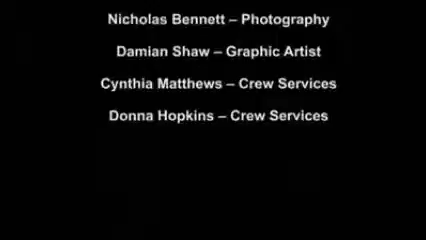 Nicholas Bennett – Photography
Damian Shaw – Graphic Artist
Cynthia Matthews – Crew Services
Donna Hopkins – Crew Services